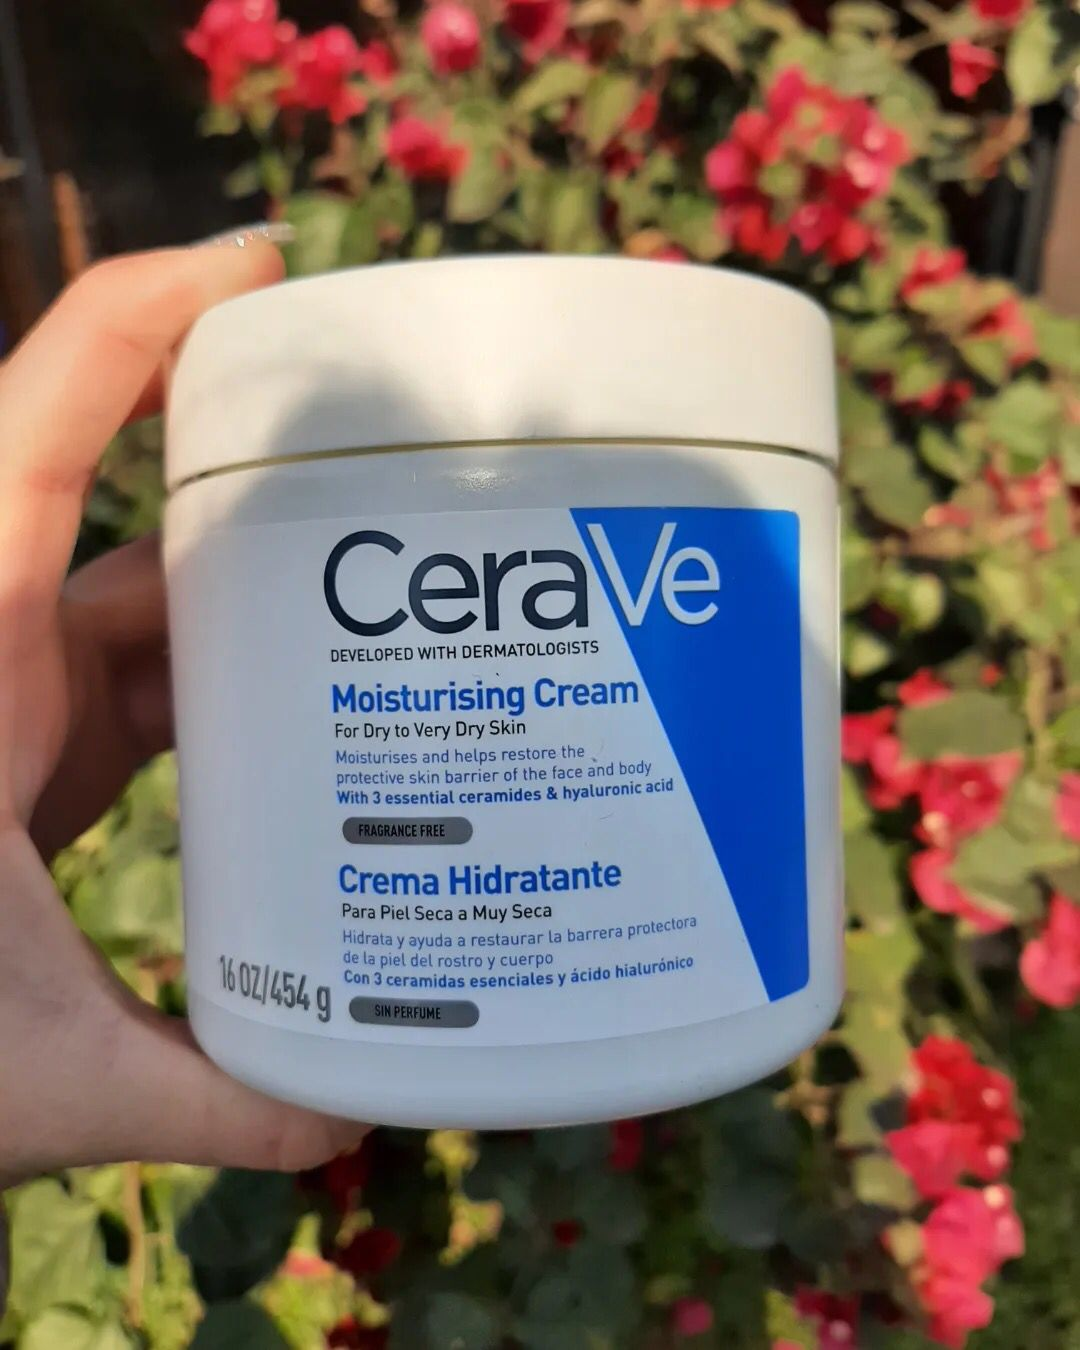 CeraVe
DEVELOPED WITH DERMATOLOGISTS
Moisturising Cream
For Dry to Very Dry Skin
Moisturises and helps restore the
protective skin barrier of the face and body
With 3 essential ceramides & hyaluronic acid
FRAGRANCE FREE
Crema Hidratante
Para Piel Seca a Muy Seca
Hidrata y ayuda a restaurar la barrera protectora
de la piel del rostro y cuerpo
Con 3 ceramidas esenciales y ácido hialurónico
SIN PERFUME
16 OZ/454 g